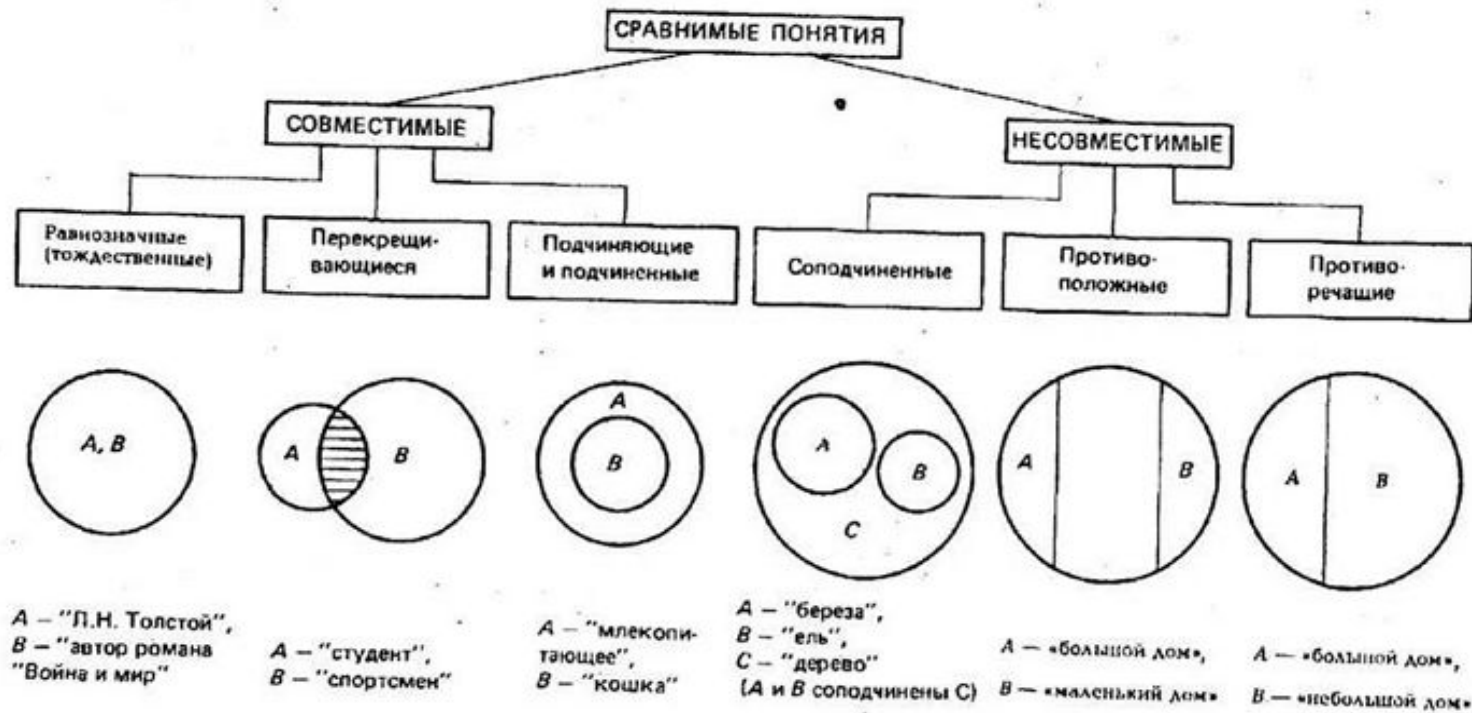 СРАВНИМЫЕ ПОНЯТИЯ
СОВМЕСТИМЫЕ
НЕСОВМЕСТИМЫЕ
Равнозначные
(тождественные)
Перекрещи-
вающиеся
Подчиняющие
и подчиненные
Соподчиненные
Противо-
положные
Противо-
речащие
A, B
A
B
A
B
A
B
C
A
B
A
B
A — "Л.Н. Толстой",
B — "автор романа
"Война и мир"
A — "студент",
B — "спортсмен"
A — "млекопи-
тающее",
B — "кошка"
A — "береза",
B — "ель",
C — "дерево"
(A и B соподчинены C)
A — «большой дом»,
B — «маленький дом»
A — «большой дом»,
B — «небольшой дом»